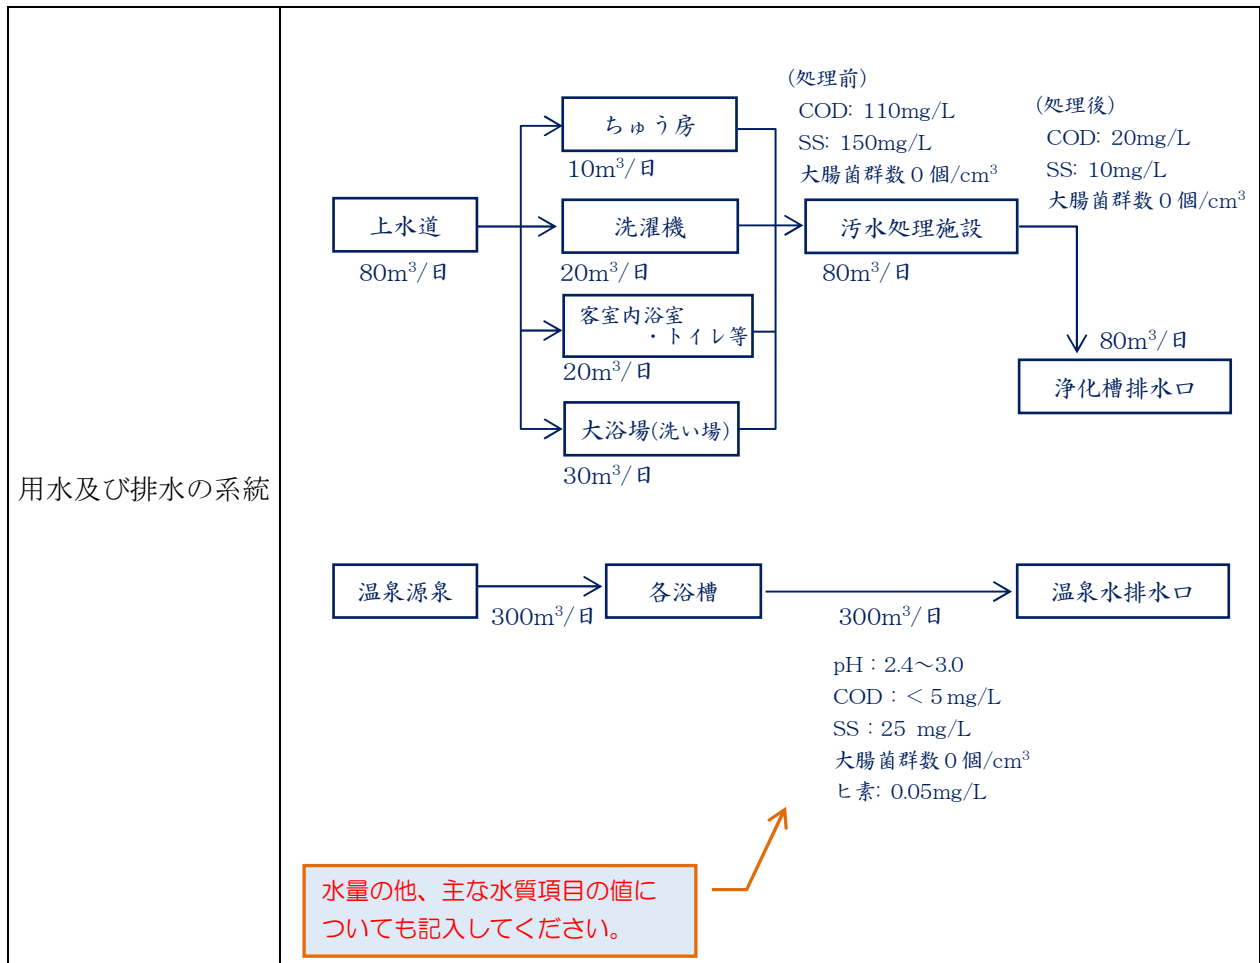 用水及び排水の系統
(処理前)
COD: 110mg/L
SS: 150mg/L
大腸菌群数０個/cm³
(処理後)
COD: 20mg/L
SS: 10mg/L
大腸菌群数０個/cm³
ちゅう房
10m³/日
上水道
80m³/日
洗濯機
20m³/日
汚水処理施設
80m³/日
客室内浴室
・トイレ等
20m³/日
80m³/日
浄化槽排水口
大浴場(洗い場)
30m³/日
温泉源泉
300m³/日
各浴槽
300m³/日
温泉水排水口
pH：2.4～3.0
COD：＜５mg/L
SS：25 mg/L
大腸菌群数０個/cm³
ヒ素: 0.05mg/L
水量の他、主な水質項目の値に
ついても記入してください。